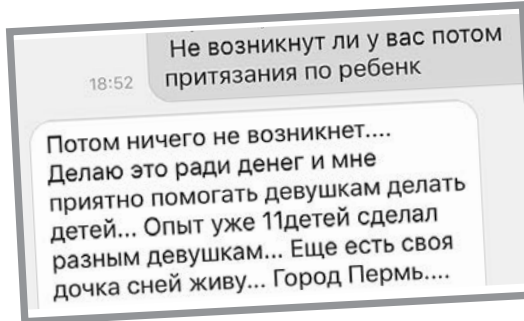 Не возникнут ли у вас потом
притязания по ребенк
18:52
Потом ничего не возникнет....
Делаю это ради денег и мне
приятно помогать девушкам делать
детей... Опыт уже 11детей сделал
разным девушкам... Еще есть своя
дочка сней живу... Город Пермь....